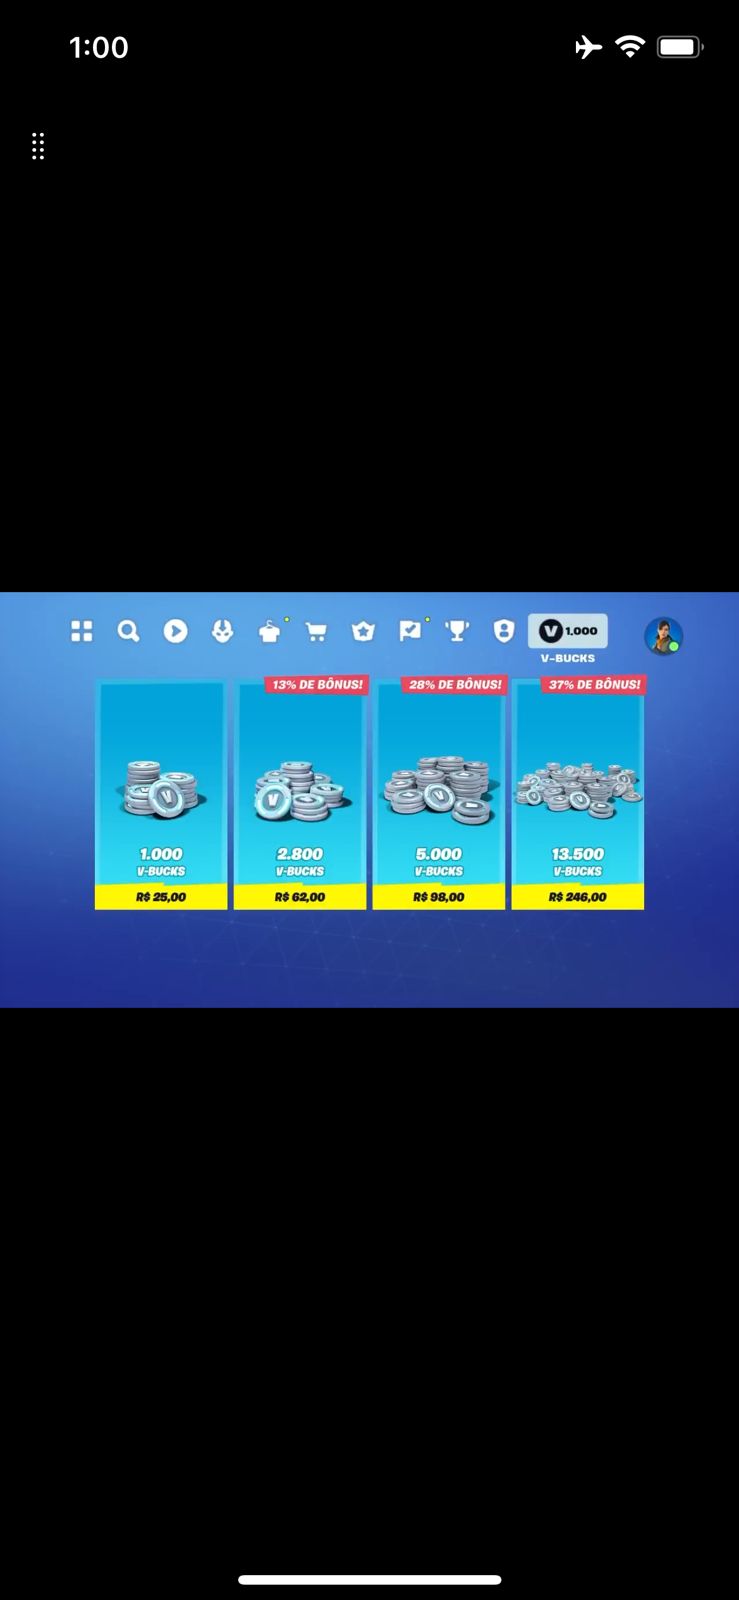 1:00
V 1.000
V-BUCKS
13% DE BÔNUS!
28% DE BÔNUS!
37% DE BÔNUS!
1.000
V-BUCKS
R$ 25,00
2.800
V-BUCKS
R$ 62,00
5.000
V-BUCKS
R$ 98,00
13.500
V-BUCKS
R$ 246,00